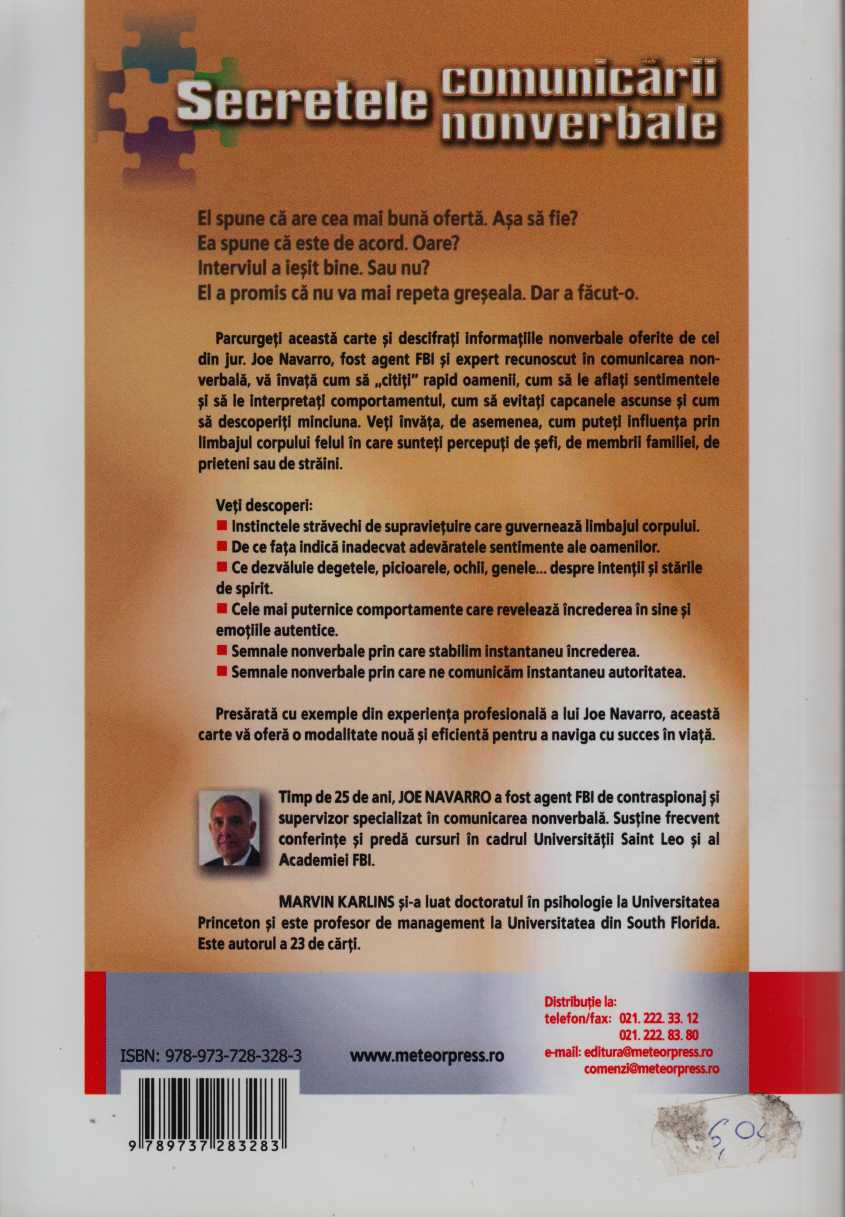 Secretele comunicării
nonverbale
El spune că are cea mai bună ofertă. Așa să fie?
Ea spune că este de acord. Oare?
Interviul a ieșit bine. Sau nu?
El a promis că nu va mai repeta greșeala. Dar a făcut-o.
Parcurgeți această carte și descifrați informațiile nonverbale oferite de cei
din jur. Joe Navarro, fost agent FBI și expert recunoscut în comunicarea non-
verbală, vă învață cum să „citiți” rapid oamenii, cum să le aflați sentimentele
și să le interpretați comportamentul, cum să evitați capcanele ascunse și cum
să descoperiți minciuna. Veți învăța, de asemenea, cum puteți influența prin
limbajul corpului felul în care sunteți percepuți de șefi, de membrii familiei, de
prieteni sau de străini.
Veți descoperi:
Instinctele străvechi de supraviețuire care guvernează limbajul corpului.
De ce fața indică inadecvat adevăratele sentimente ale oamenilor.
Ce dezvăluie degetele, picioarele, ochii, genele... despre intenții și stările
de spirit.
Cele mai puternice comportamente care revelează încrederea în sine și
emoțiile autentice.
Semnale nonverbale prin care stabilim instantaneu încrederea.
Semnale nonverbale prin care ne comunicăm instantaneu autoritatea.
Presărată cu exemple din experiența profesională a lui Joe Navarro, această
carte vă oferă o modalitate nouă și eficientă pentru a naviga cu succes în viață.
Timp de 25 de ani, JOE NAVARRO a fost agent FBI de contraspionaj și
supervizor specializat în comunicarea nonverbală. Susține frecvent
conferințe și predă cursuri în cadrul Universității Saint Leo și al
Academiei FBI.
MARVIN KARLINS și-a luat doctoratul în psihologie la Universitatea
Princeton și este profesor de management la Universitatea din South Florida.
Este autorul a 23 de cărți.
Distribuție la:
telefon/fax: 021. 222. 33. 12
021. 222. 83. 80
ISBN: 978-973-728-328-3 www.meteorpress.ro e-mail: editura@meteorpress.ro
comenzi@meteorpress.ro
9 789737 283283